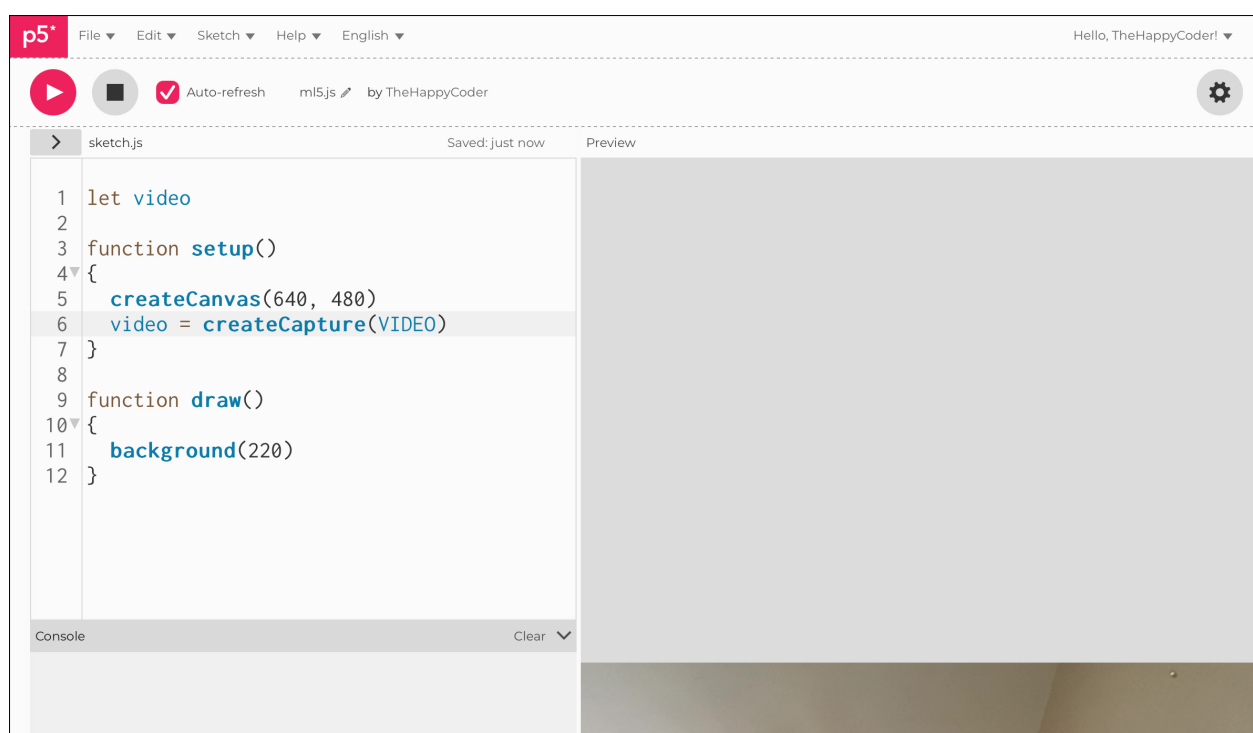 p5* File Edit Sketch Help English Hello, TheHappyCoder!
Auto-refresh ml5.js by TheHappyCoder
sketch.js Saved: just now Preview
1 let video
2
3 function setup()
4 {
5 createCanvas(640, 480)
6 video = createCapture(VIDEO)
7 }
8
9 function draw()
10 {
11 background(220)
12 }
Console Clear